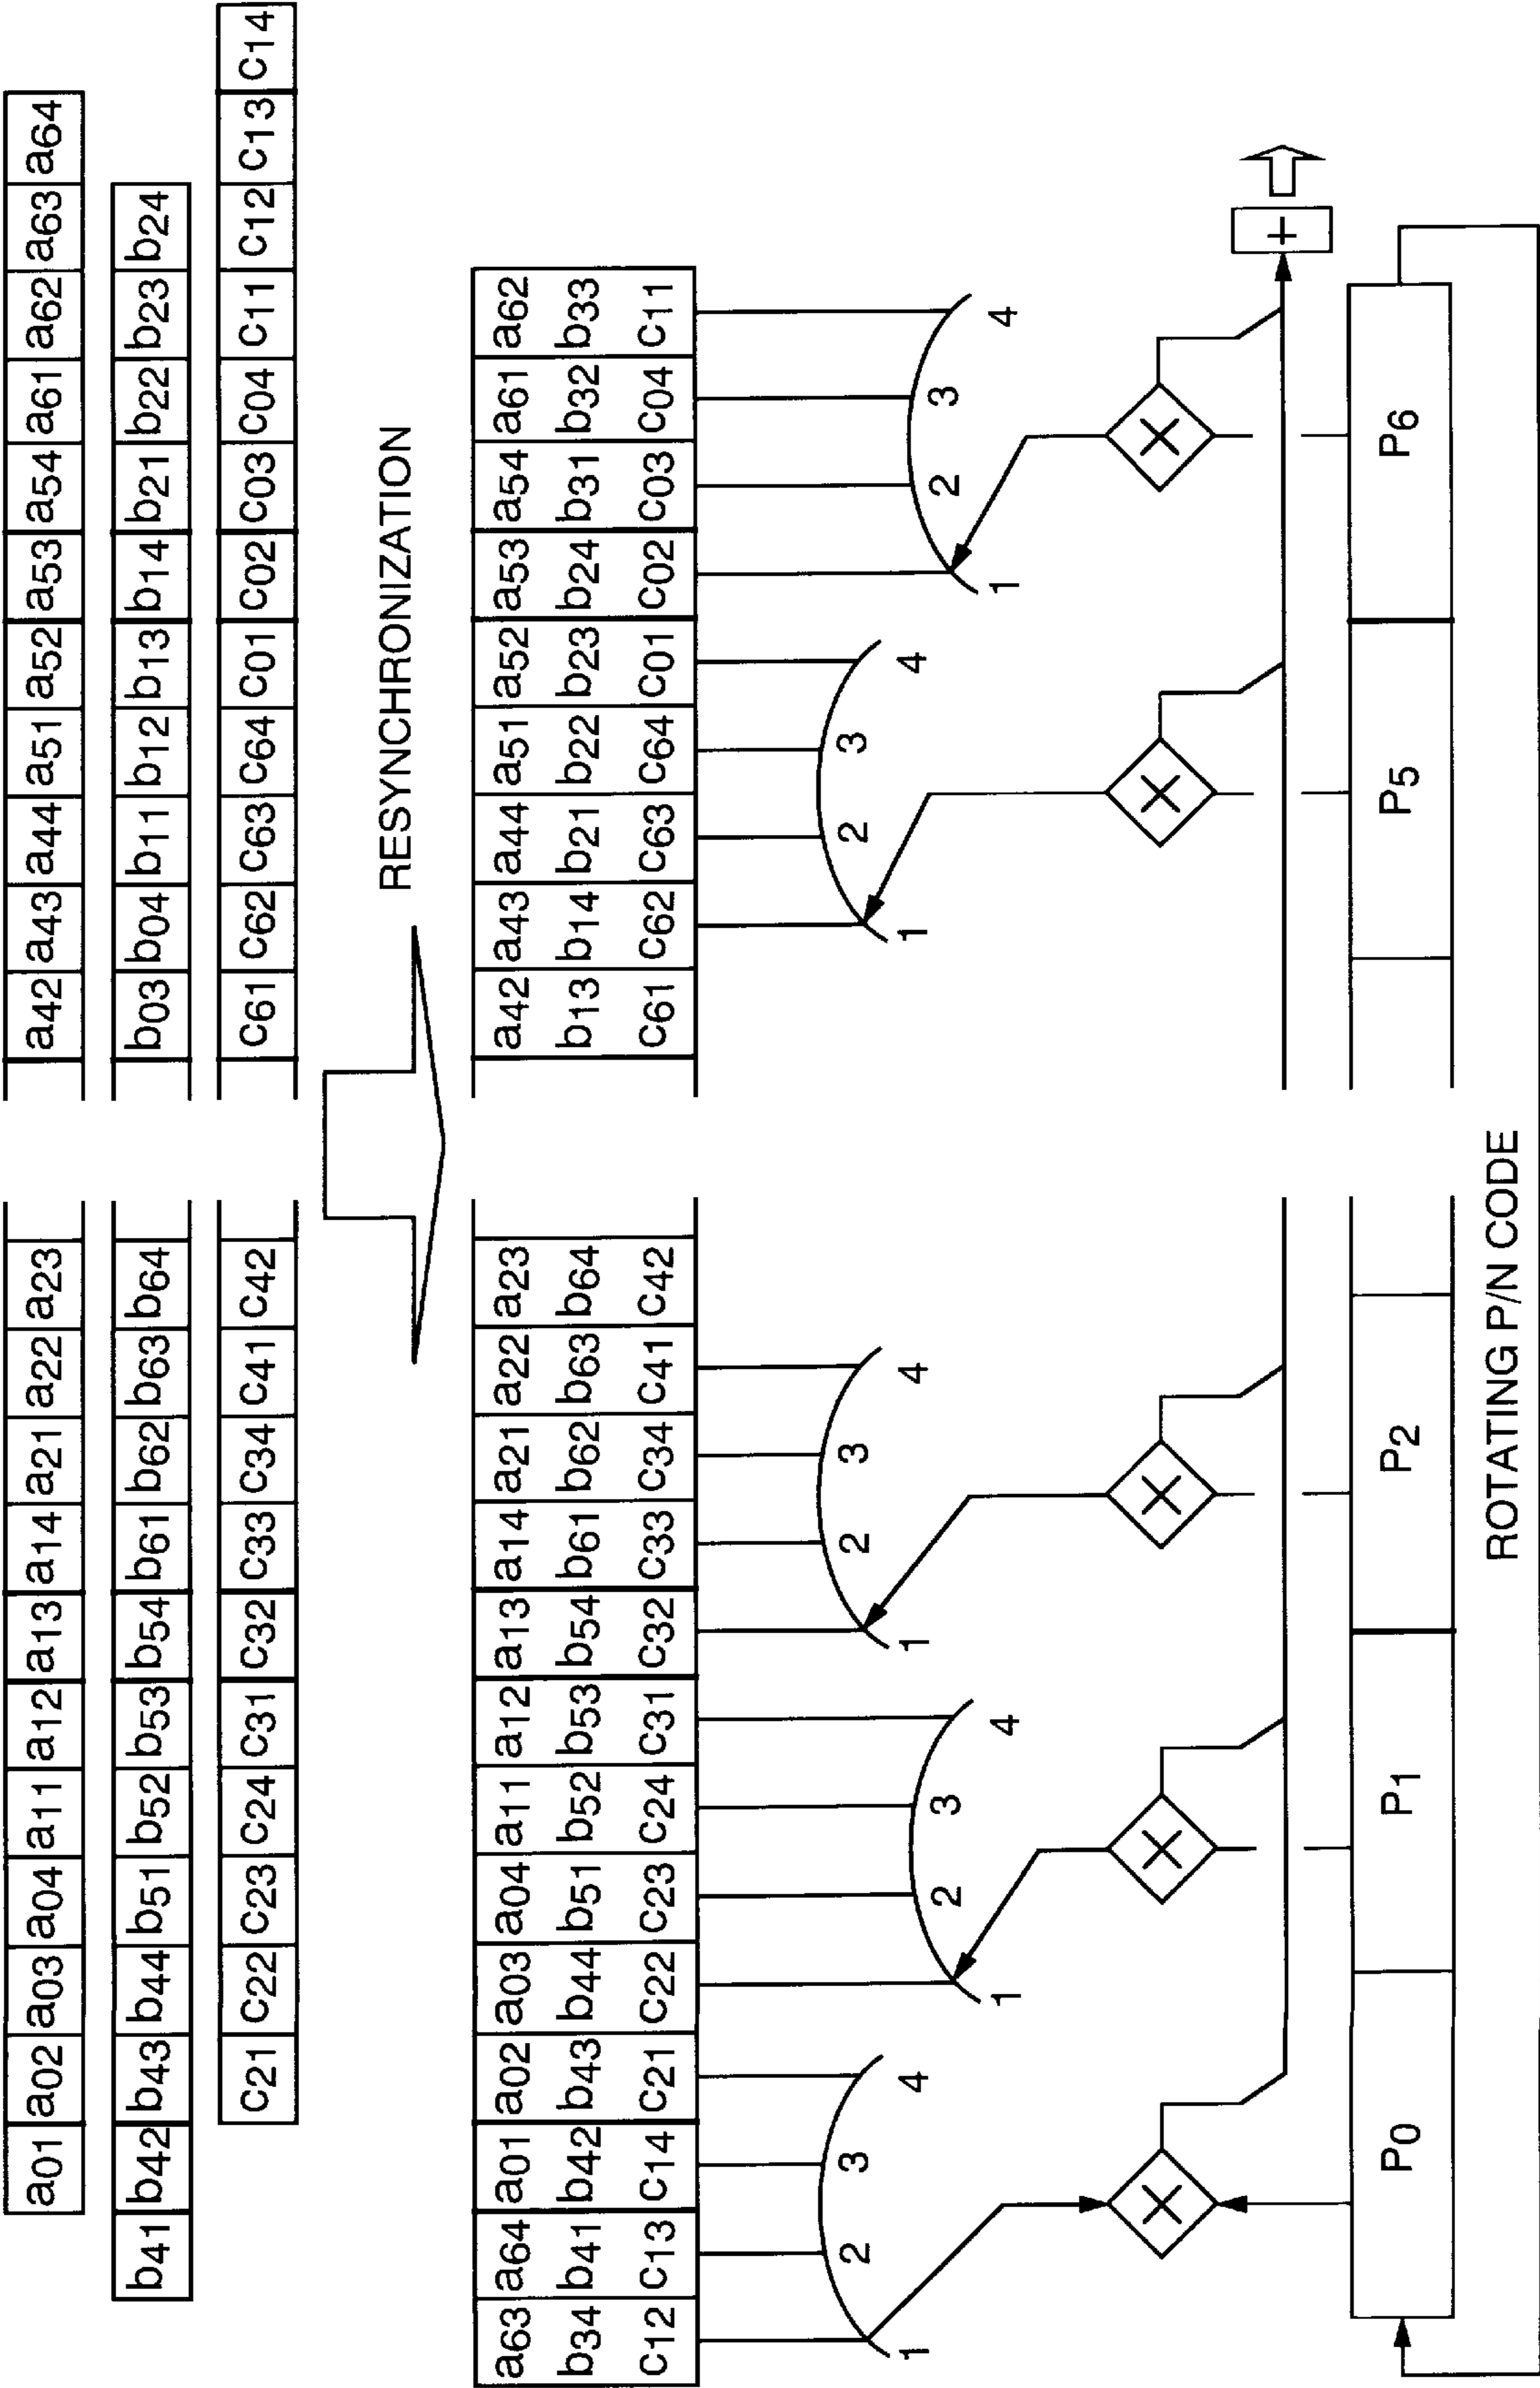 a01 a02 a03 a04 a11 a12 a13 a14 a21 a22 a23 a42 a43 a44 a51 a52 a53 a54 a61 a62 a63 a64
b41 b42 b43 b44 b51 b52 b53 b54 b61 b62 b63 b64 b03 b04 b11 b12 b13 b14 b21 b22 b23 b24
C21 C22 C23 C24 C31 C32 C33 C34 C41 C42 C61 C62 C63 C64 C01 C02 C03 C04 C11 C12 C13 C14
RESYNCHRONIZATION
a63 a64 a01 a02 a03 a04 a11 a12 a13 a14 a21 a22 a23 a42 a43 a44 a51 a52 a53 a54 a61 a62
b34 b41 b42 b43 b44 b51 b52 b53 b54 b61 b62 b63 b64 b13 b14 b21 b22 b23 b24 b31 b32 b33
C12 C13 C14 C21 C22 C23 C24 C31 C32 C33 C34 C41 C42 C61 C62 C63 C64 C01 C02 C03 C04 C11
1 2 3 4 1 2 3 4 1 2 3 4 1 2 3 4 1 2 3 4
× × × × ×
+
P0 P1 P2 P5 P6
ROTATING P/N CODE